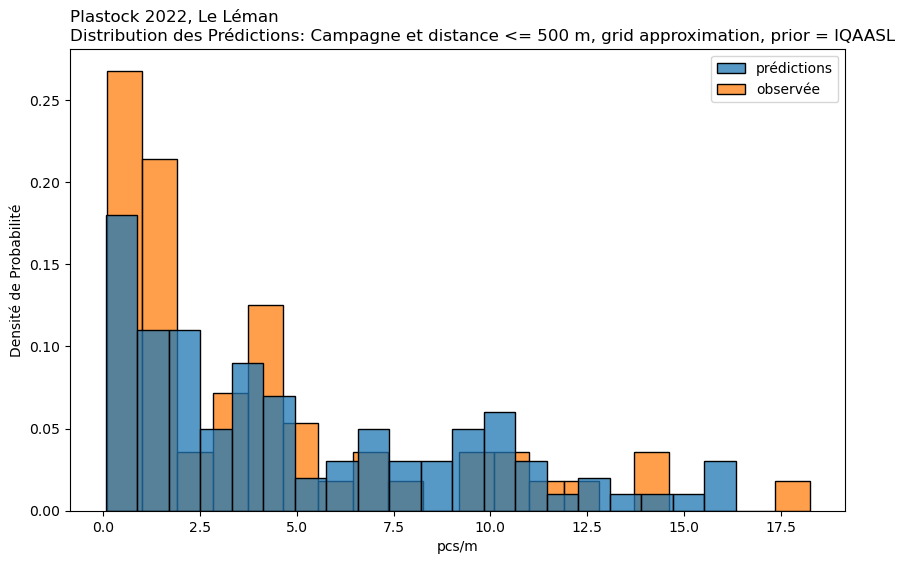 Plastock 2022, Le Léman
Distribution des Prédictions: Campagne et distance <= 500 m, grid approximation, prior = IQAASL
prédictions
observée
0.25
0.20
0.15
0.10
0.05
0.00
Densité de Probabilité
0.0 2.5 5.0 7.5 10.0 12.5 15.0 17.5
pcs/m